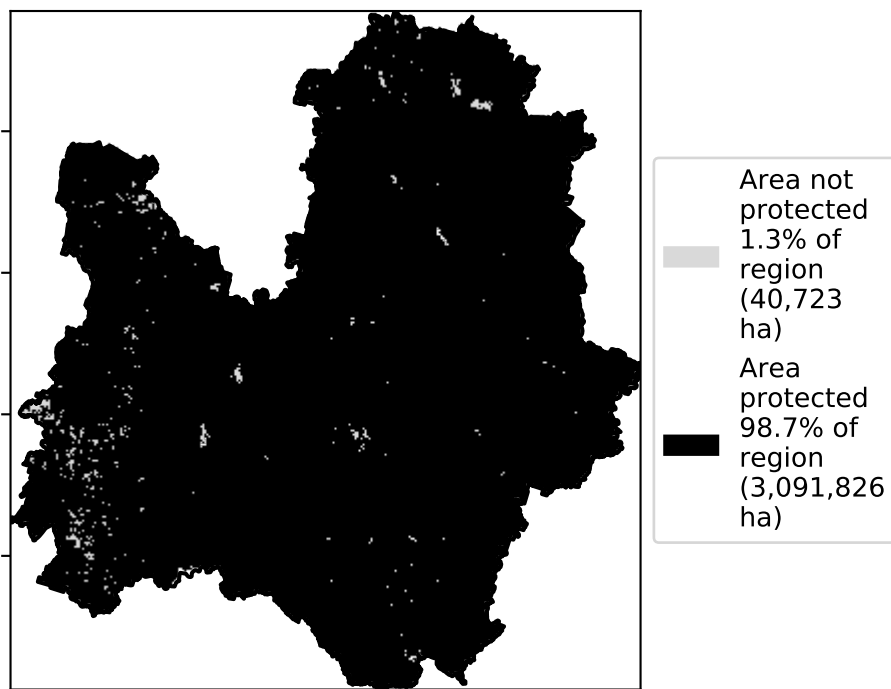 Area not
protected
1.3% of
region
(40,723
ha)
Area
protected
98.7% of
region
(3,091,826
ha)